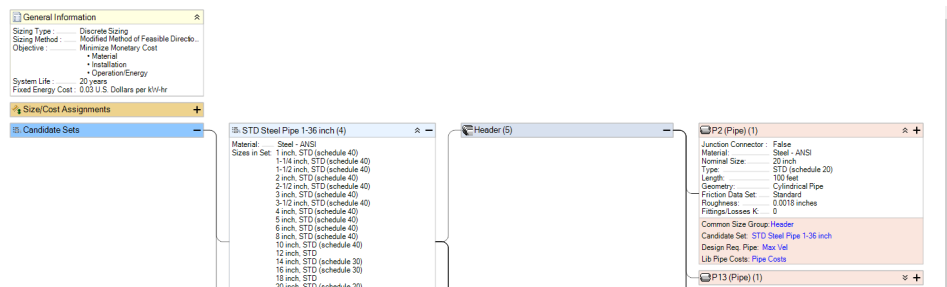 General Information
Sizing Type : Discrete Sizing
Sizing Method : Modified Method of Feasible Directio...
Objective : Minimize Monetary Cost
• Material
• Installation
• Operation/Energy
System Life : 20 years
Fixed Energy Cost : 0.03 U.S. Dollars per kW-hr
Size/Cost Assignments
Candidate Sets
STD Steel Pipe 1-36 inch (4)
Material: Steel - ANSI
Sizes in Set: 1 inch, STD (schedule 40)
1-1/4 inch, STD (schedule 40)
1-1/2 inch, STD (schedule 40)
2 inch, STD (schedule 40)
2-1/2 inch, STD (schedule 40)
3 inch, STD (schedule 40)
3-1/2 inch, STD (schedule 40)
4 inch, STD (schedule 40)
5 inch, STD (schedule 40)
6 inch, STD (schedule 40)
8 inch, STD (schedule 40)
10 inch, STD (schedule 40)
12 inch, STD
14 inch, STD (schedule 30)
16 inch, STD (schedule 30)
18 inch, STD
20 inch, STD (schedule 20)
Header (5)
P2 (Pipe) (1)
Junction Connector : False
Material: Steel - ANSI
Nominal Size: 20 inch
Type: STD (schedule 20)
Length: 100 feet
Geometry: Cylindrical Pipe
Friction Data Set: Standard
Roughness: 0.0018 inches
Fittings/Losses K: 0
Common Size Group: Header
Candidate Set: STD Steel Pipe 1-36 inch
Design Req. Pipe: Max Vel
Lib Pipe Costs: Pipe Costs
P13 (Pipe) (1)